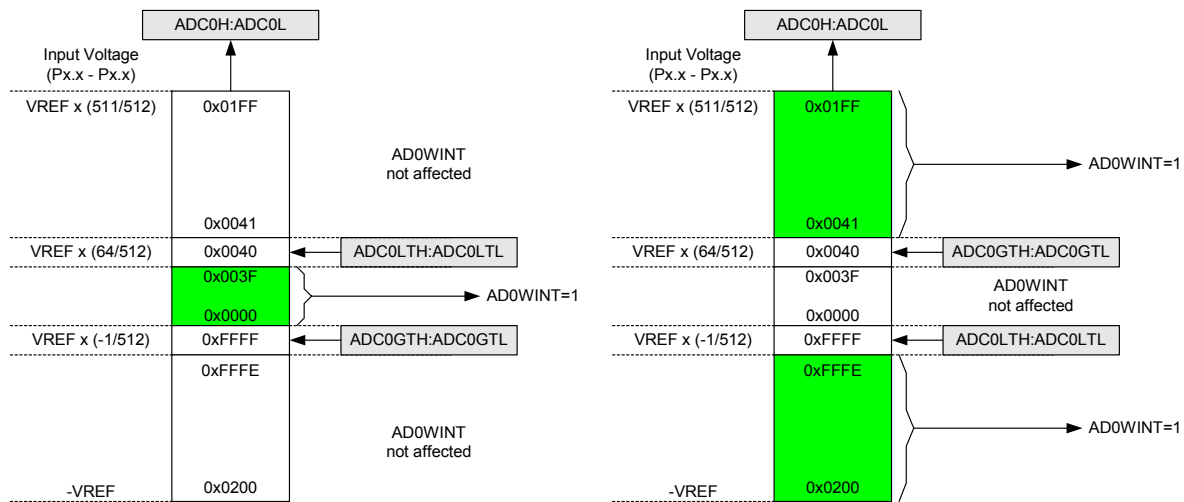 ADC0H:ADC0L
Input Voltage
(Px.x - Px.x)
VREF x (511/512)
0x01FF
AD0WINT
not affected
0x0041
VREF x (64/512)
0x0040
ADC0LTH:ADC0LTL
0x003F
AD0WINT=1
0x0000
VREF x (-1/512)
0xFFFF
ADC0GTH:ADC0GTL
0xFFFE
AD0WINT
not affected
-VREF
0x0200
ADC0H:ADC0L
Input Voltage
(Px.x - Px.x)
VREF x (511/512)
0x01FF
AD0WINT=1
0x0041
VREF x (64/512)
0x0040
ADC0GTH:ADC0GTL
0x003F
AD0WINT
not affected
0x0000
VREF x (-1/512)
0xFFFF
ADC0LTH:ADC0LTL
0xFFFE
AD0WINT=1
-VREF
0x0200